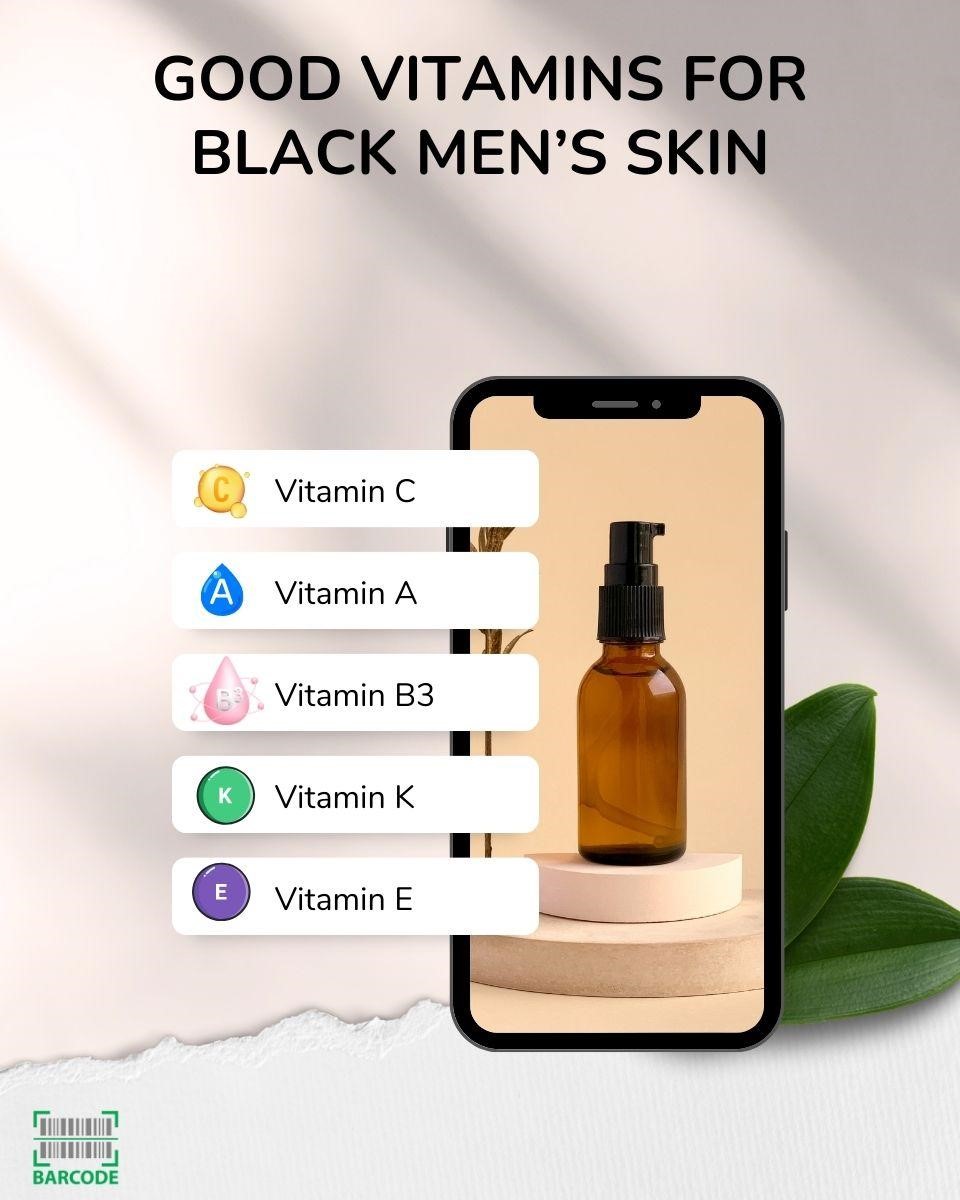 GOOD VITAMINS FOR
BLACK MEN’S SKIN
C
Vitamin C
A
Vitamin A
B3
Vitamin B3
K
Vitamin K
E
Vitamin E
BARCODE